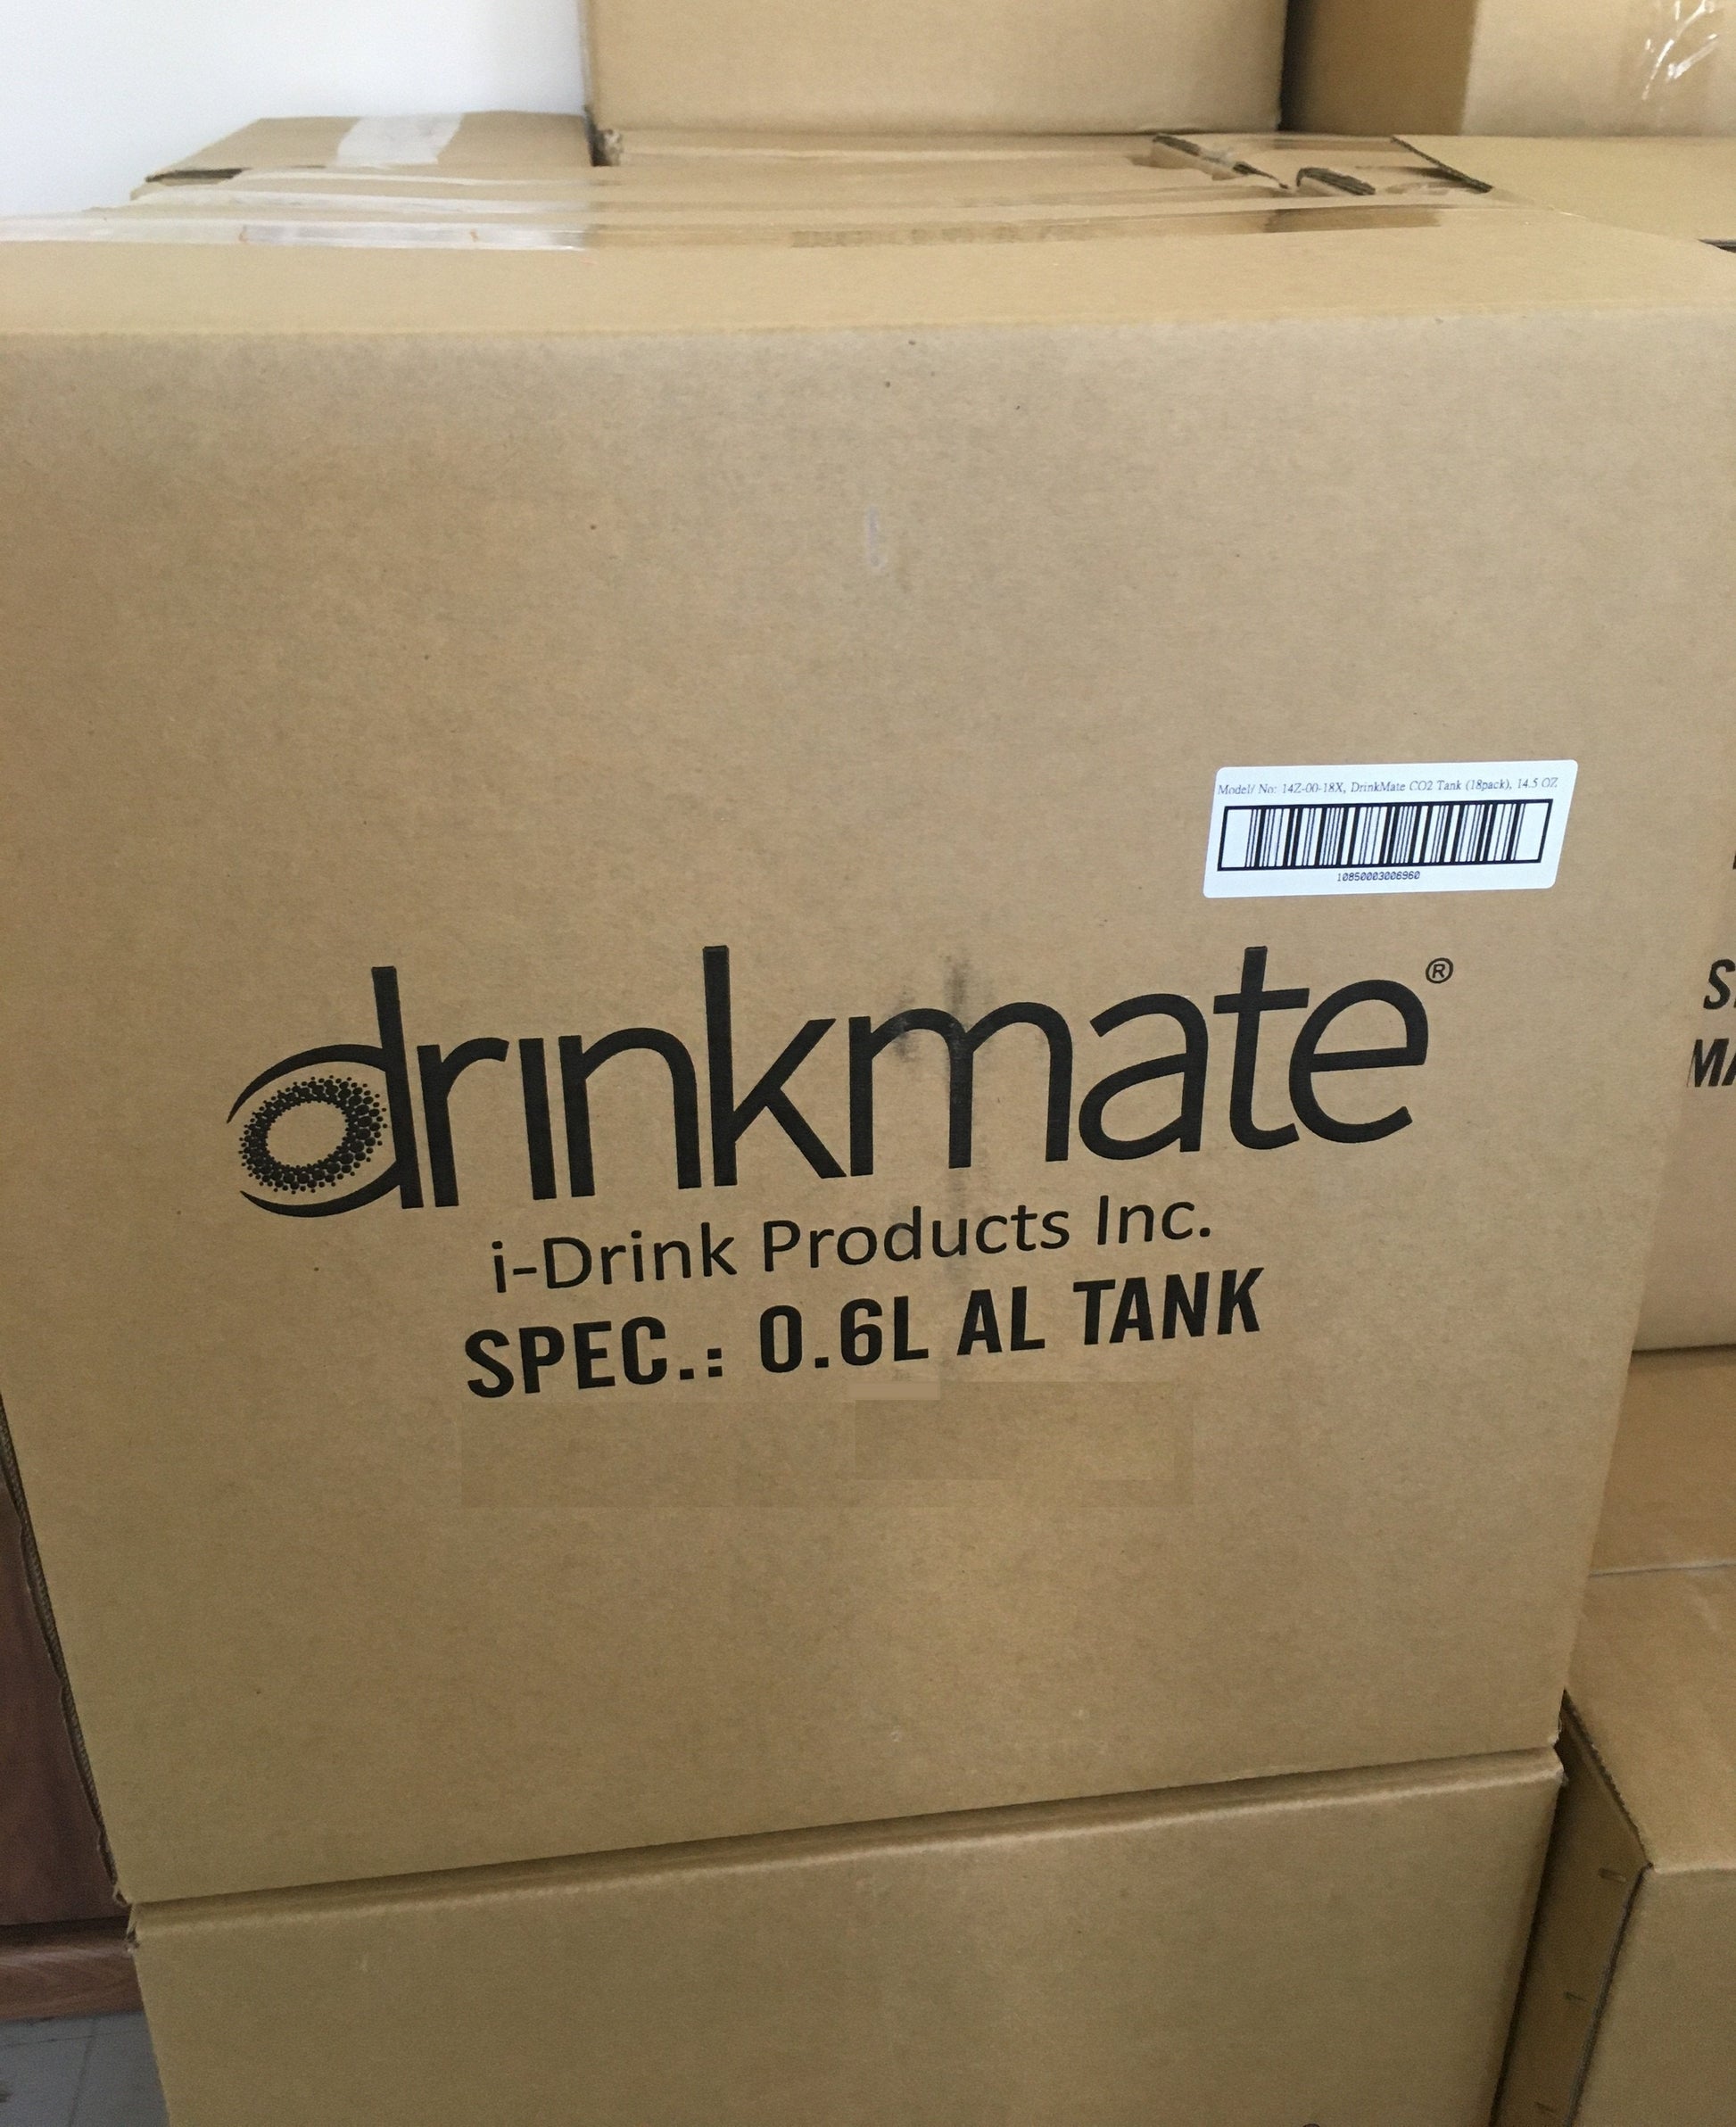 Model/ No: 14Z-00-18X, DrinkMate CO2 Tank (18pack), 14.5 OZ
10850003006960
drinkmate®
i-Drink Products Inc.
SPEC.: 0.6L AL TANK